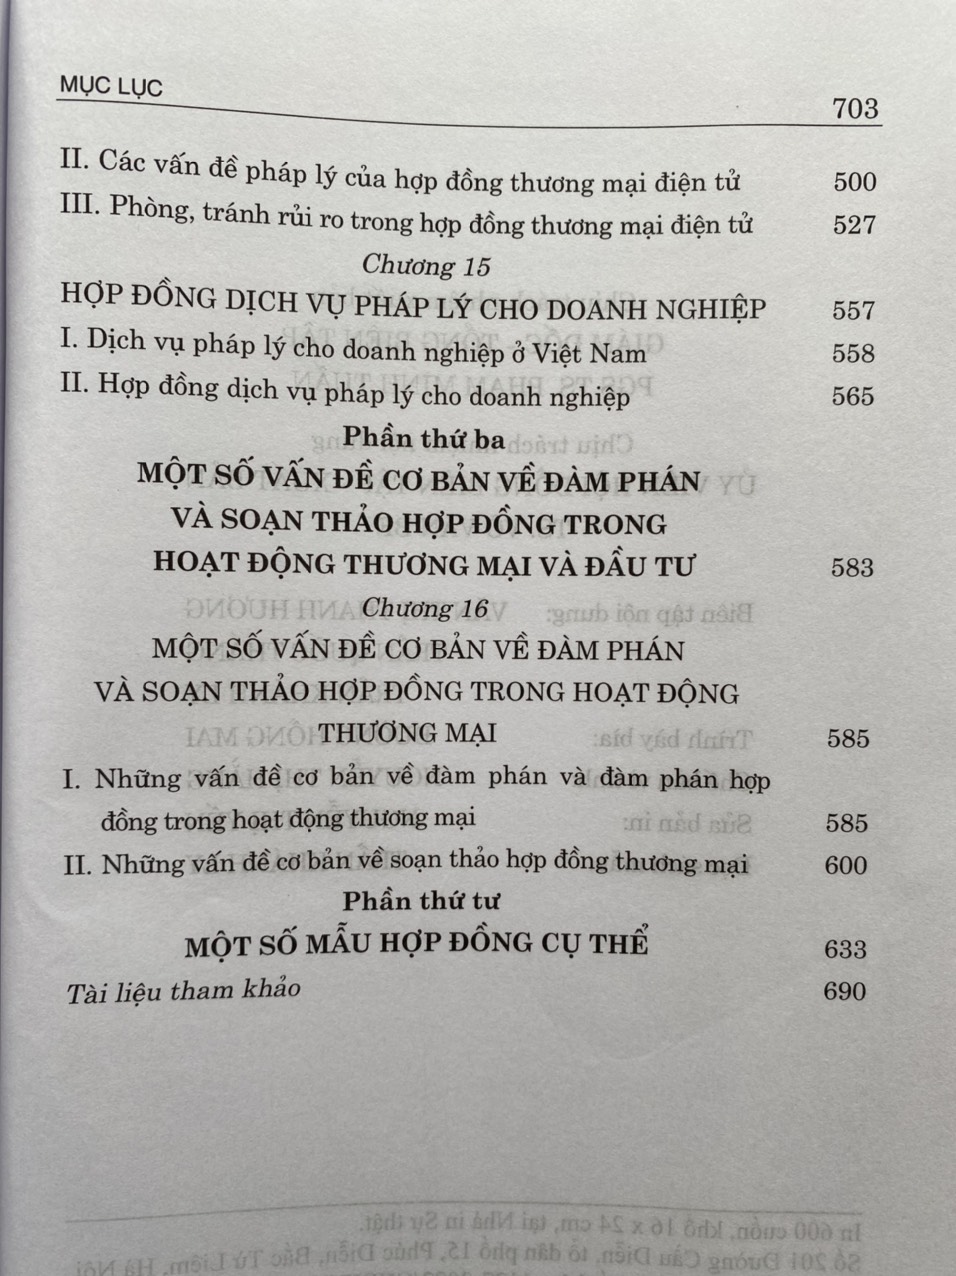 MỤC LỤC 703
II. Các vấn đề pháp lý của hợp đồng thương mại điện tử 500
III. Phòng, tránh rủi ro trong hợp đồng thương mại điện tử 527
Chương 15
HỢP ĐỒNG DỊCH VỤ PHÁP LÝ CHO DOANH NGHIỆP 557
I. Dịch vụ pháp lý cho doanh nghiệp ở Việt Nam 558
II. Hợp đồng dịch vụ pháp lý cho doanh nghiệp 565
Phần thứ ba
MỘT SỐ VẤN ĐỀ CƠ BẢN VỀ ĐÀM PHÁN
VÀ SOẠN THẢO HỢP ĐỒNG TRONG
HOẠT ĐỘNG THƯƠNG MẠI VÀ ĐẦU TƯ 583
Chương 16
MỘT SỐ VẤN ĐỀ CƠ BẢN VỀ ĐÀM PHÁN
VÀ SOẠN THẢO HỢP ĐỒNG TRONG HOẠT ĐỘNG
THƯƠNG MẠI 585
I. Những vấn đề cơ bản về đàm phán và đàm phán hợp
đồng trong hoạt động thương mại 585
II. Những vấn đề cơ bản về soạn thảo hợp đồng thương mại 600
Phần thứ tư
MỘT SỐ MẪU HỢP ĐỒNG CỤ THỂ 633
Tài liệu tham khảo 690